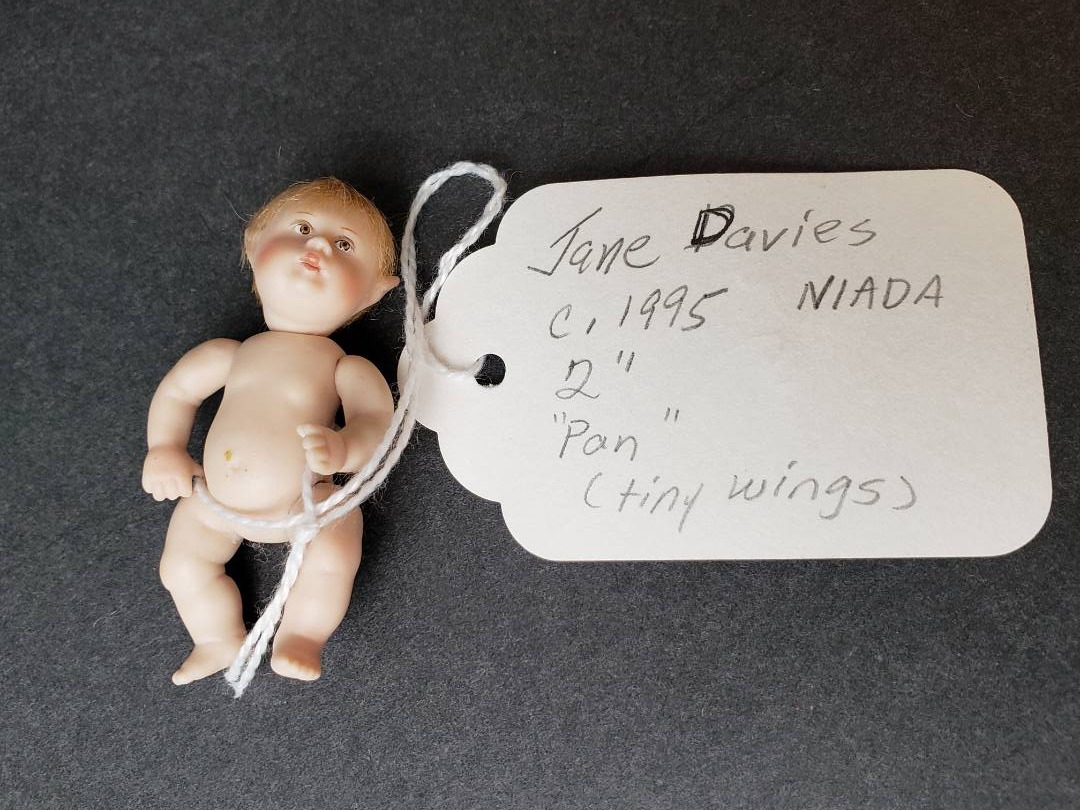 Jane Davies
c. 1995 NIADA
2"
"Pan"
(tiny wings)